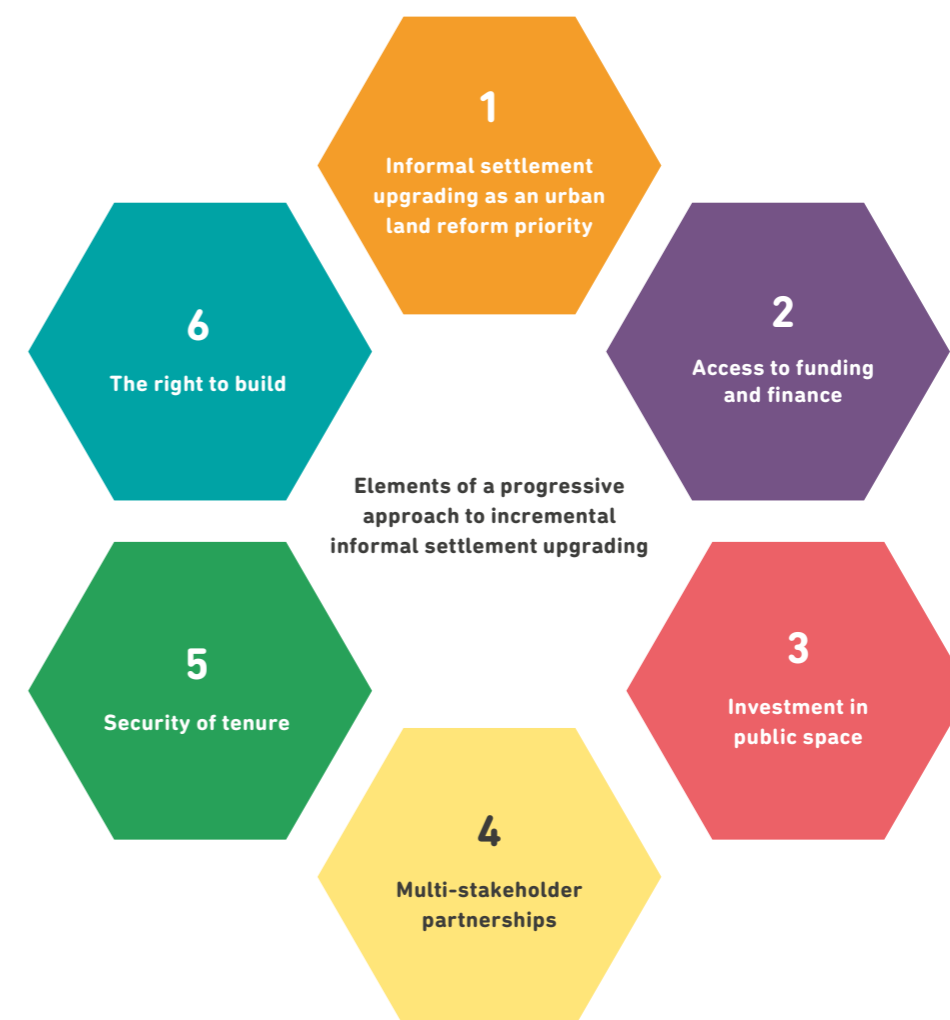 1
Informal settlement
upgrading as an urban
land reform priority
2
Access to funding
and finance
3
Investment in
public space
4
Multi-stakeholder
partnerships
5
Security of tenure
6
The right to build
Elements of a progressive
approach to incremental
informal settlement upgrading